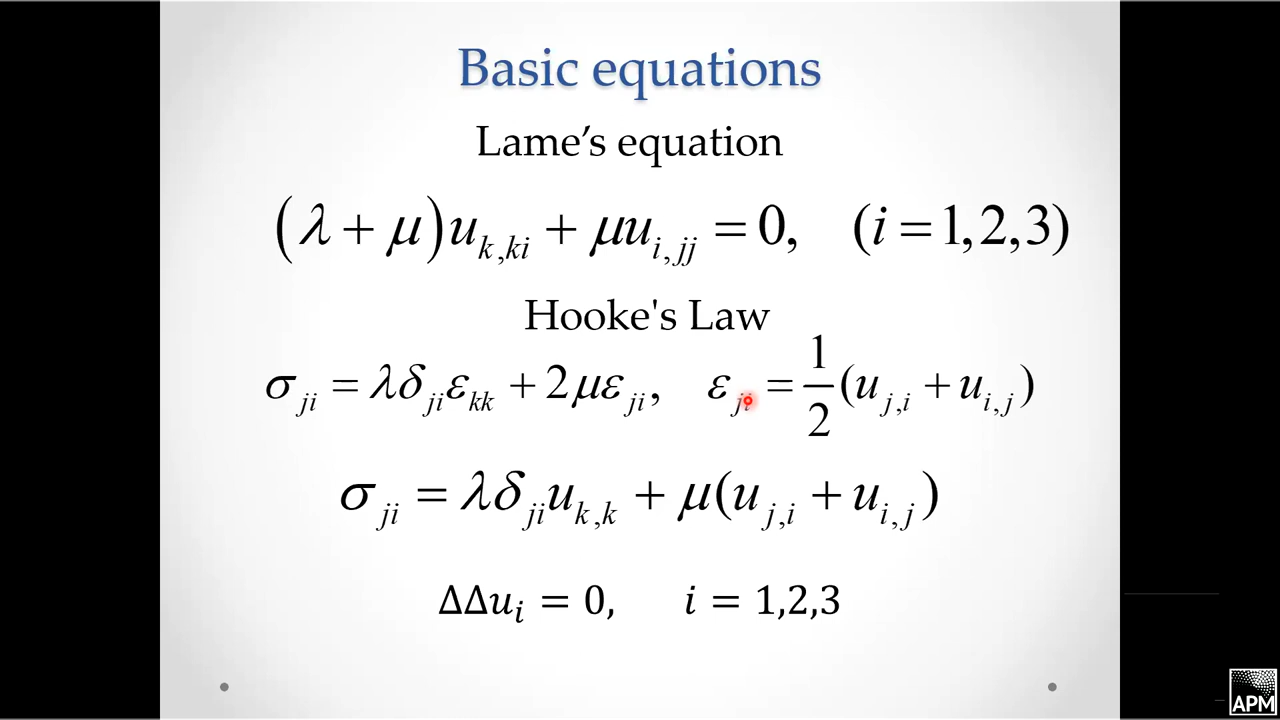 Basic equations
Lame’s equation
(λ + μ)u_{k,ki} + μu_{i,jj} = 0, (i = 1,2,3)
Hooke's Law
σ_{ji} = λδ_{ji}ε_{kk} + 2με_{ji}, ε_{ji} = \frac{1}{2}(u_{j,i} + u_{i,j})
σ_{ji} = λδ_{ji}u_{k,k} + μ(u_{j,i} + u_{i,j})
ΔΔu_i = 0, i = 1,2,3
APM